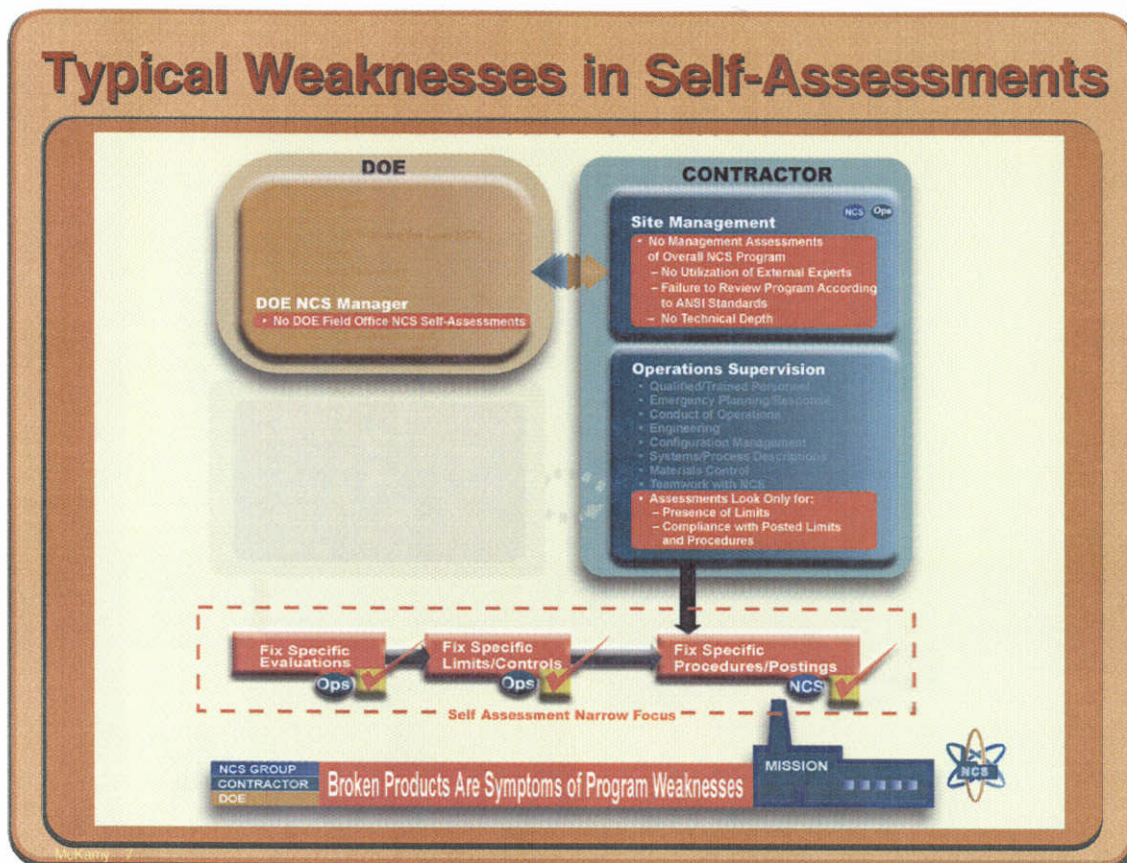 Typical Weaknesses in Self-Assessments
DOE
DOE NCS Manager
• No DOE Field Office NCS Self-Assessments
CONTRACTOR
NCS Ops
Site Management
• No Management Assessments
of Overall NCS Program
– No Utilization of External Experts
– Failure to Review Program According
to ANSI Standards
– No Technical Depth
Operations Supervision
• Qualified/Trained Personnel
• Emergency Planning/Response
• Conduct of Operations
• Engineering
• Configuration Management
• Systems/Process Descriptions
• Materials Control
• Teamwork with NCS
• Assessments Look Only for:
– Presence of Limits
– Compliance with Posted Limits
and Procedures
Fix Specific
Evaluations
Ops
Fix Specific
Limits/Controls
Ops
Fix Specific
Procedures/Postings
NCS
Self Assessment Narrow Focus
NCS GROUP
CONTRACTOR
DOE
Broken Products Are Symptoms of Program Weaknesses
MISSION
NCS
McKamy 7